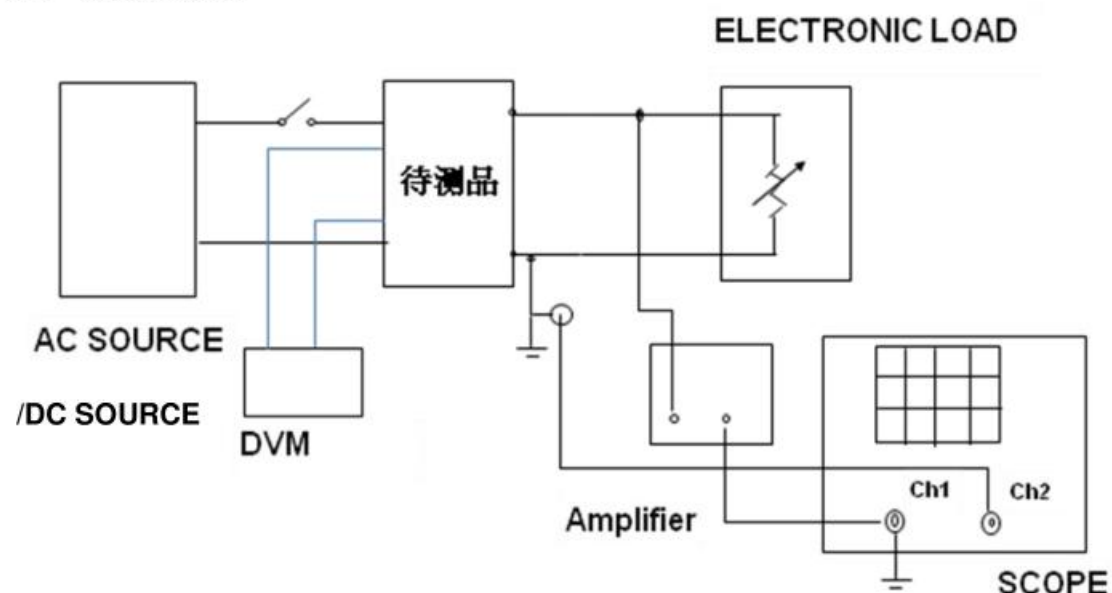 ELECTRONIC LOAD
待测品
AC SOURCE
/DC SOURCE
DVM
Amplifier
Ch1
Ch2
SCOPE